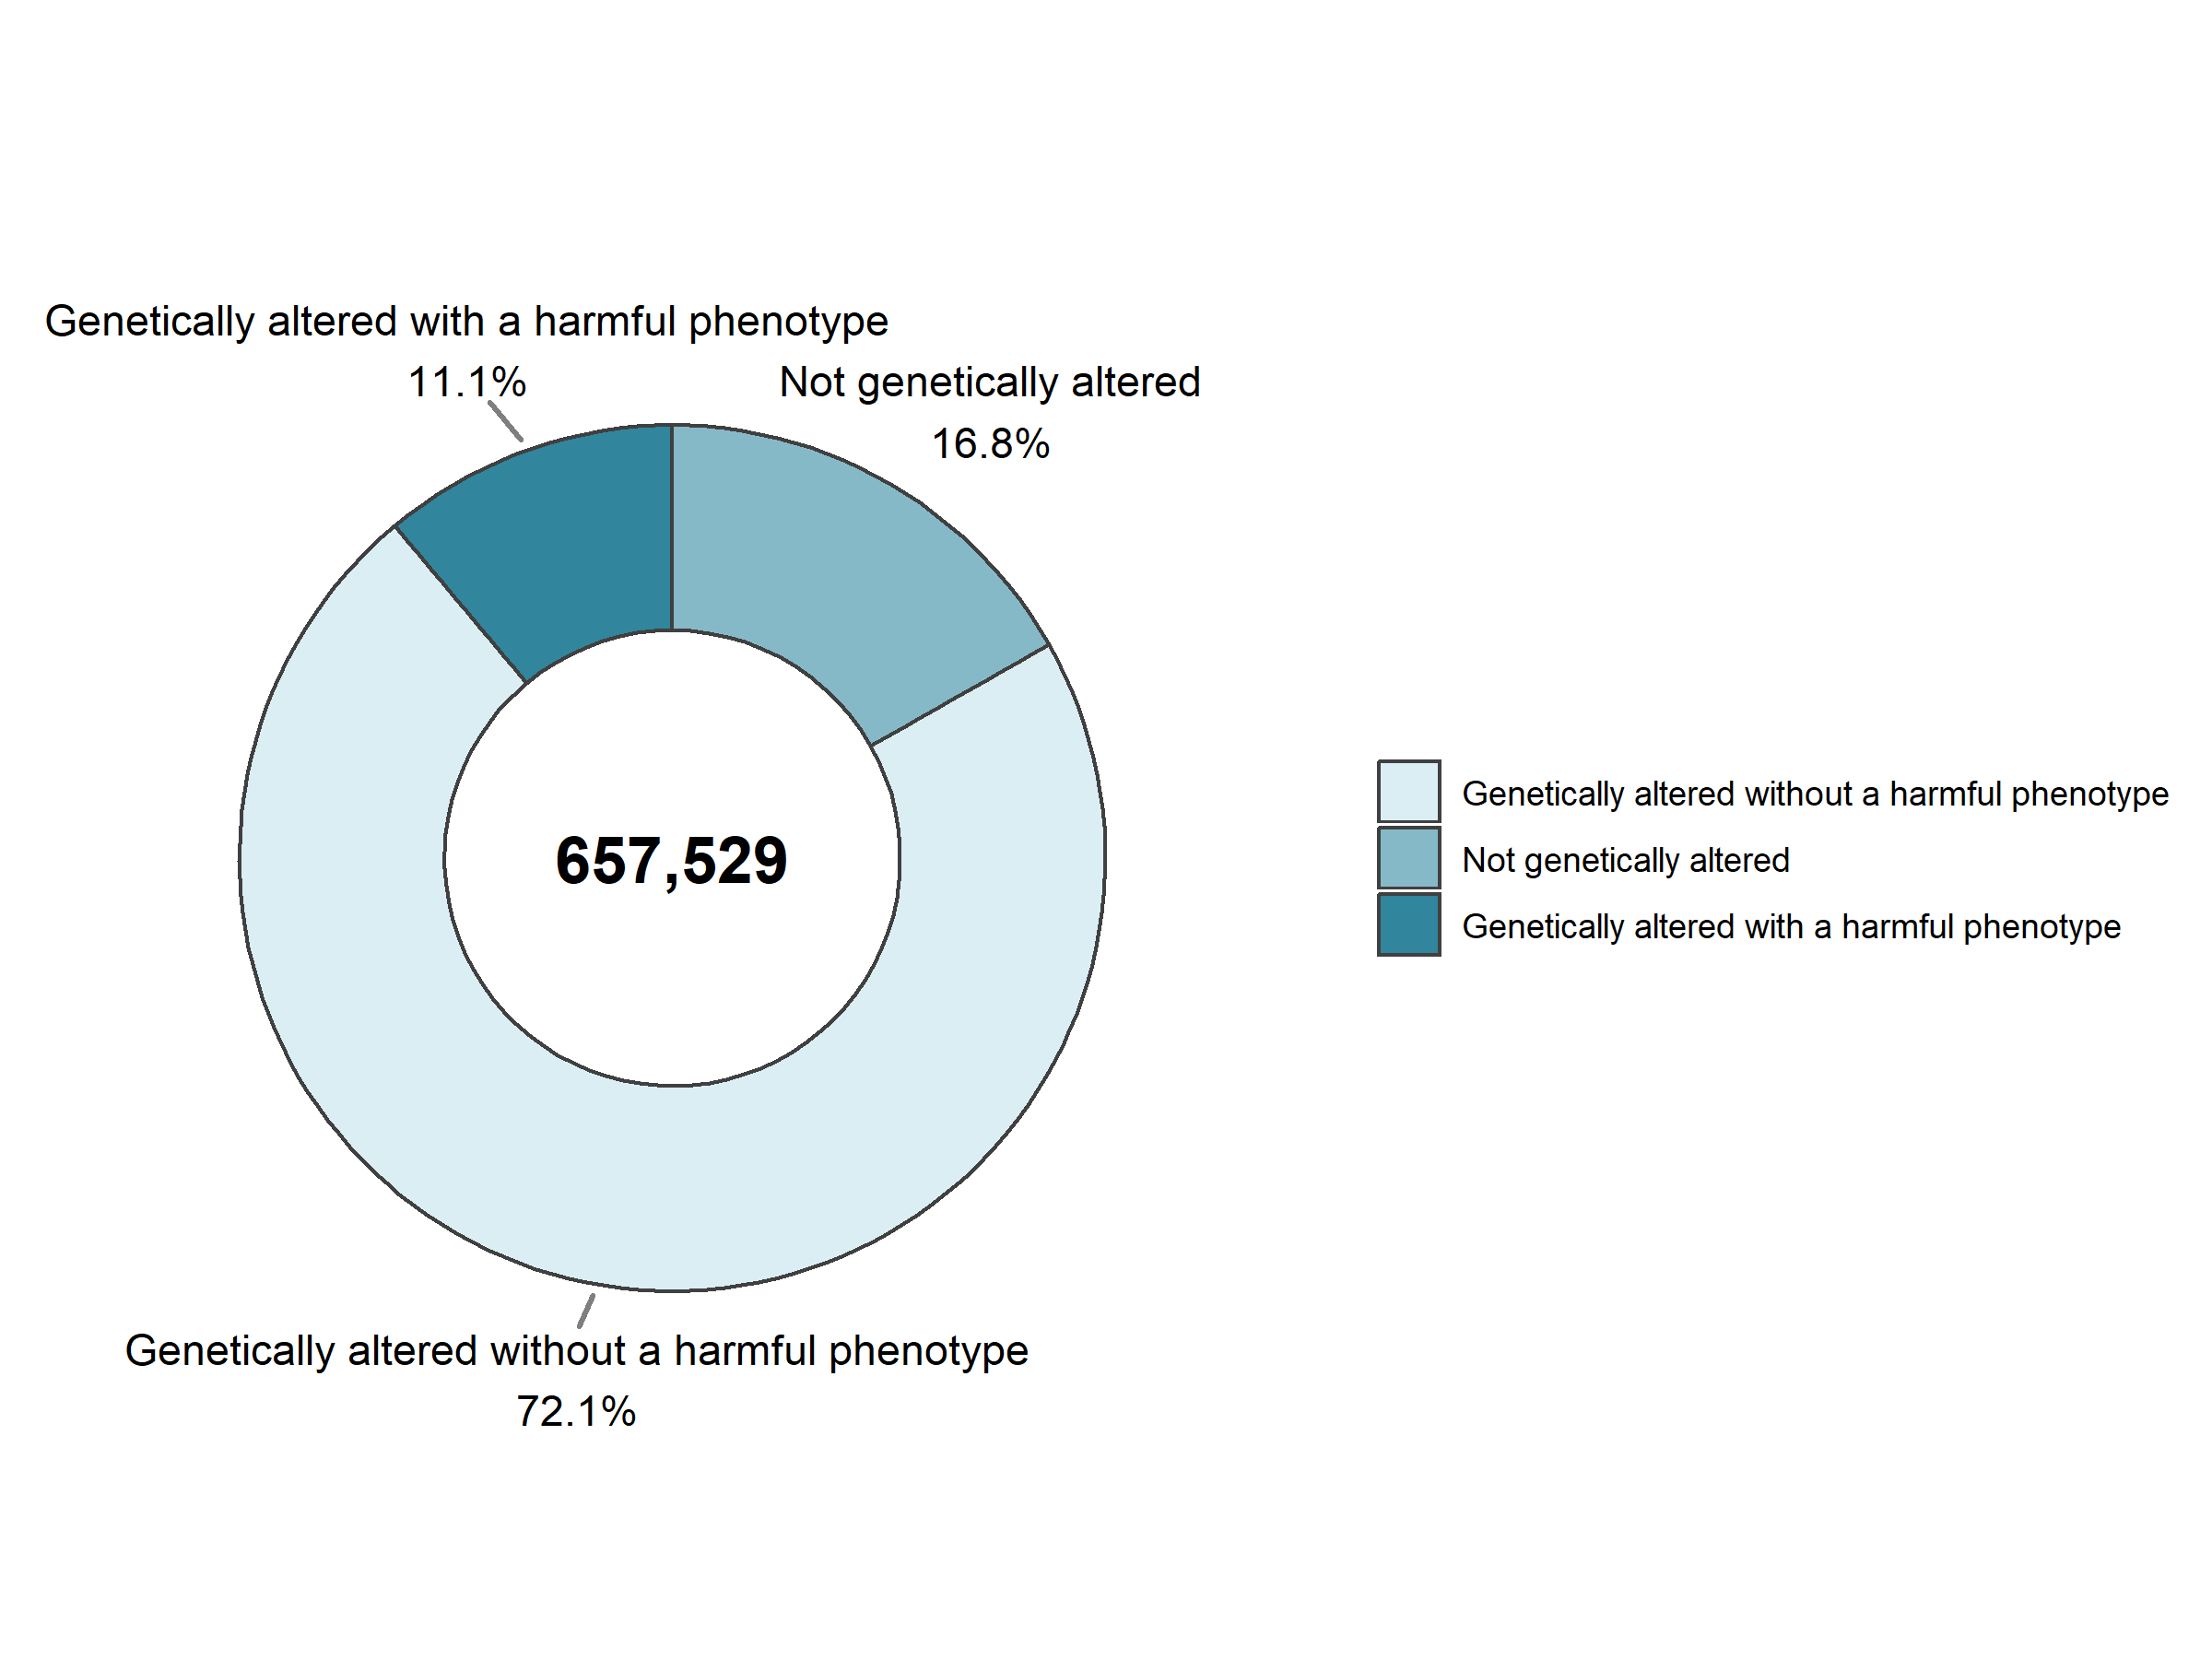 Genetically altered with a harmful phenotype
11.1%
Not genetically altered
16.8%
657,529
Genetically altered without a harmful phenotype
72.1%
Genetically altered without a harmful phenotype
Not genetically altered
Genetically altered with a harmful phenotype